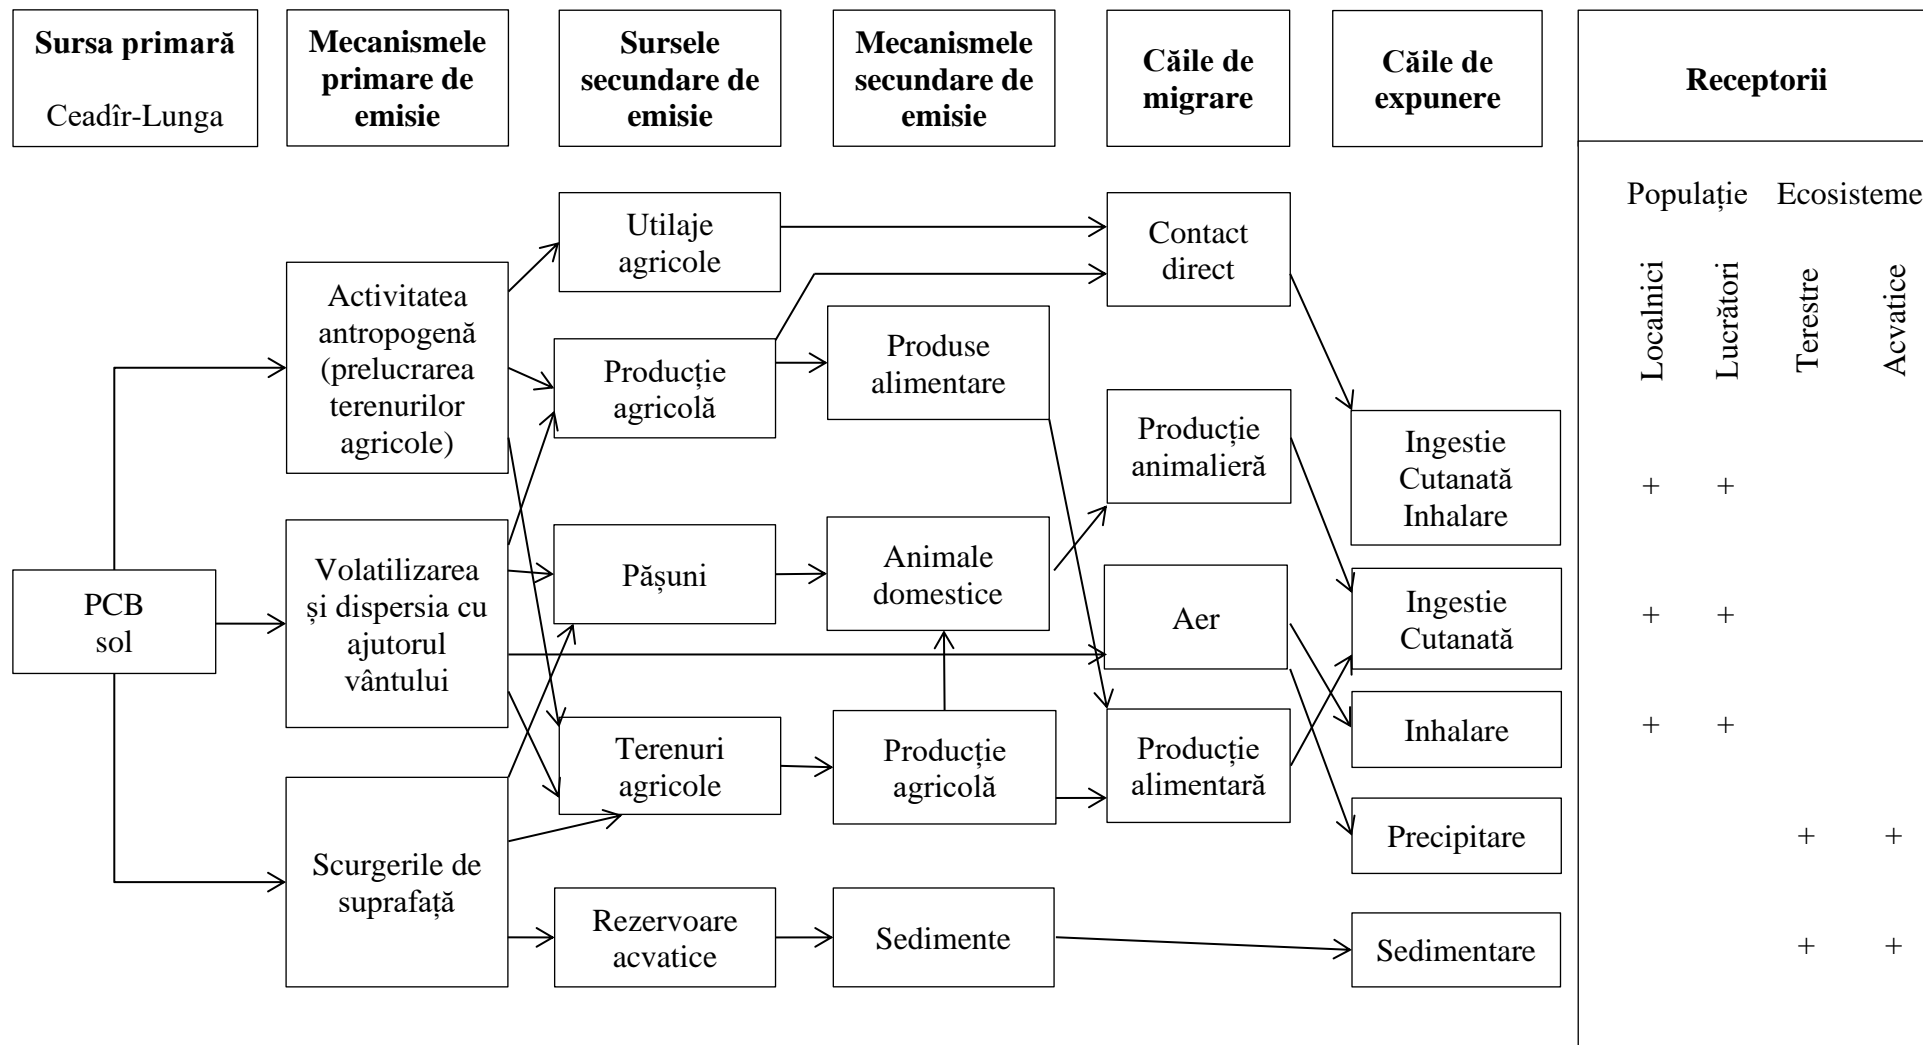 Sursa primară
Ceadîr-Lunga
Mecanismele
primare de
emisie
Sursele
secundare de
emisie
Mecanismele
secundare de
emisie
Căile de
migrare
Căile de
expunere
Receptorii
Populație Ecosisteme
Localnici
Lucrători
Terestre
Acvatice
PCB
sol
Activitatea
antropogenă
(prelucrarea
terenurilor
agricole)
Volatilizarea
și dispersia cu
ajutorul
vântului
Scurgerile de
suprafață
Utilaje
agricole
Producție
agricolă
Pășuni
Terenuri
agricole
Rezervoare
acvatice
Produse
alimentare
Animale
domestice
Producție
agricolă
Sedimente
Contact
direct
Producție
animalieră
Aer
Producție
alimentară
Ingestie
Cutanată
Inhalare
+ +
Ingestie
Cutanată
+ +
Inhalare
+ +
Precipitare
+ +
Sedimentare
+ +